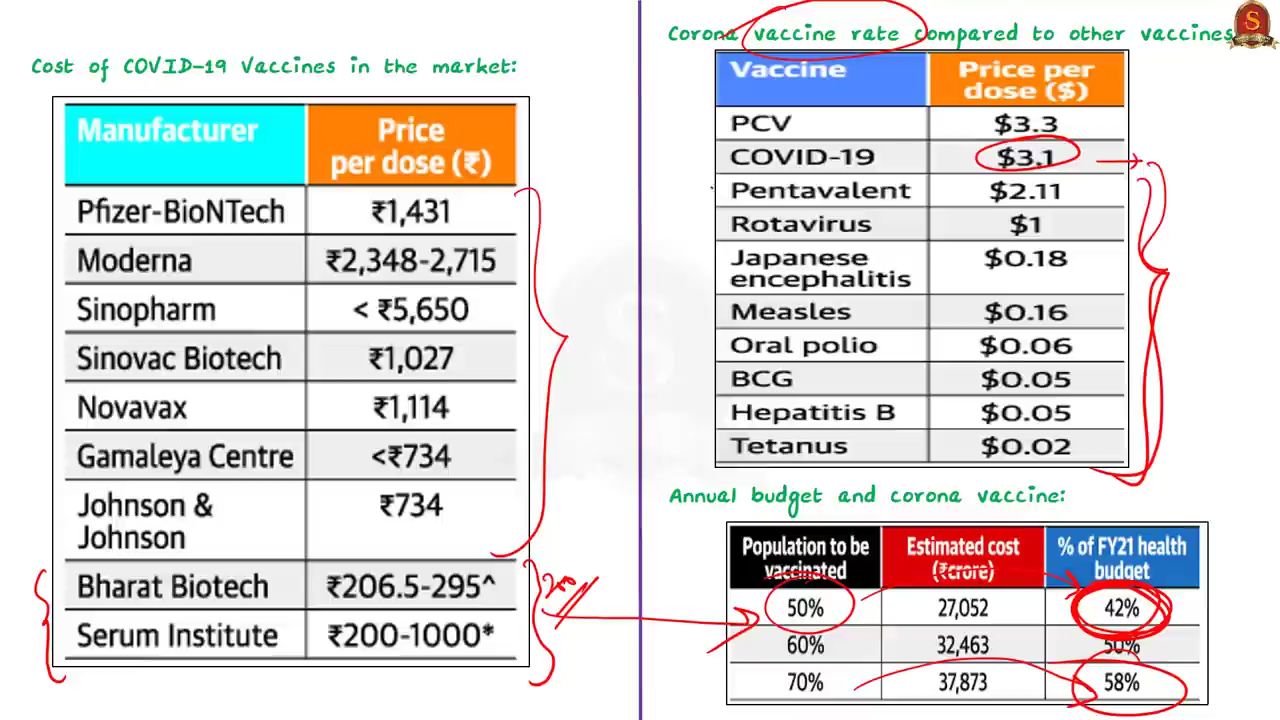 Cost of COVID-19 Vaccines in the market:
Manufacturer Price per dose (₹)
Pfizer-BioNTech ₹1,431
Moderna ₹2,348-2,715
Sinopharm < ₹5,650
Sinovac Biotech ₹1,027
Novavax ₹1,114
Gamaleya Centre <₹734
Johnson & Johnson ₹734
Bharat Biotech ₹206.5-295^
Serum Institute ₹200-1000*
Corona vaccine rate compared to other vaccines
S
Vaccine Price per dose ($)
PCV $3.3
COVID-19 $3.1
Pentavalent $2.11
Rotavirus $1
Japanese encephalitis $0.18
Measles $0.16
Oral polio $0.06
BCG $0.05
Hepatitis B $0.05
Tetanus $0.02
Annual budget and corona vaccine:
Population to be vaccinated Estimated cost (₹crore) % of FY21 health budget
50% 27,052 42%
60% 32,463 50%
70% 37,873 58%